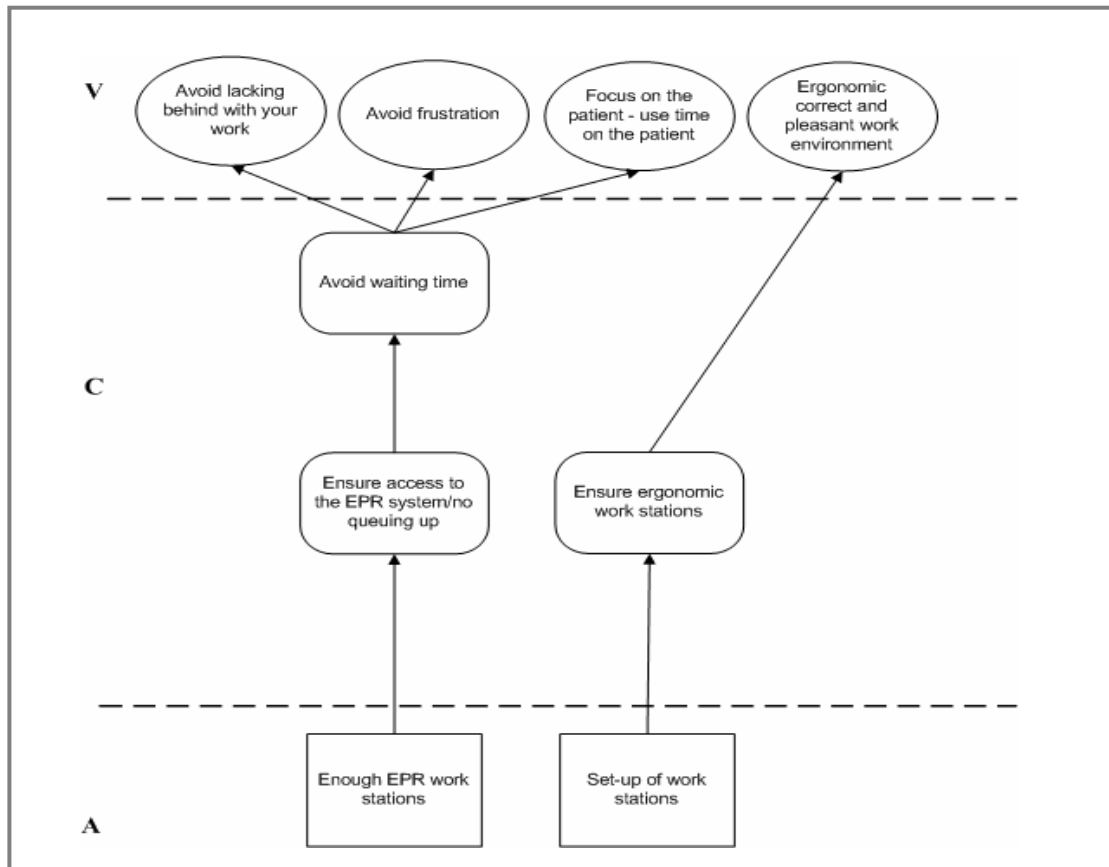 V
Avoid lacking
behind with your
work
Avoid frustration
Focus on the
patient - use time
on the patient
Ergonomic
correct and
pleasant work
environment
Avoid waiting time
C
Ensure access to
the EPR system/no
queuing up
Ensure ergonomic
work stations
Enough EPR work
stations
Set-up of work
stations
A